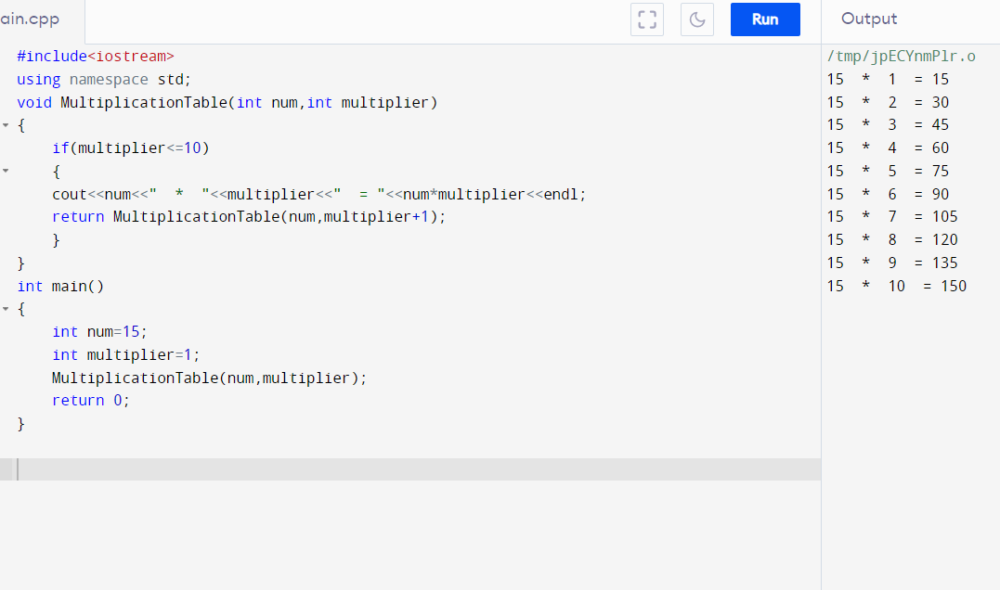 ain.cpp
Run
Output
#include<iostream>
using namespace std;
void MultiplicationTable(int num,int multiplier)
{
    if(multiplier<=10)
    {
    cout<<num<<"  *  "<<multiplier<<"  = "<<num*multiplier<<endl;
    return MultiplicationTable(num,multiplier+1);
    }
}
int main()
{
    int num=15;
    int multiplier=1;
    MultiplicationTable(num,multiplier);
    return 0;
}
/tmp/jpECYnmPlr.o
15  *  1  = 15
15  *  2  = 30
15  *  3  = 45
15  *  4  = 60
15  *  5  = 75
15  *  6  = 90
15  *  7  = 105
15  *  8  = 120
15  *  9  = 135
15  *  10  = 150